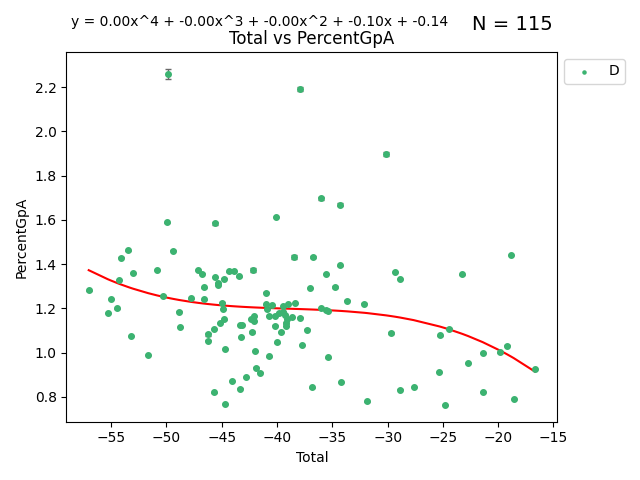 y = 0.00x^4 + -0.00x^3 + -0.00x^2 + -0.10x + -0.14
N = 115
Total vs PercentGpA
D
PercentGpA
2.2
2.0
1.8
1.6
1.4
1.2
1.0
0.8
−55 −50 −45 −40 −35 −30 −25 −20 −15
Total